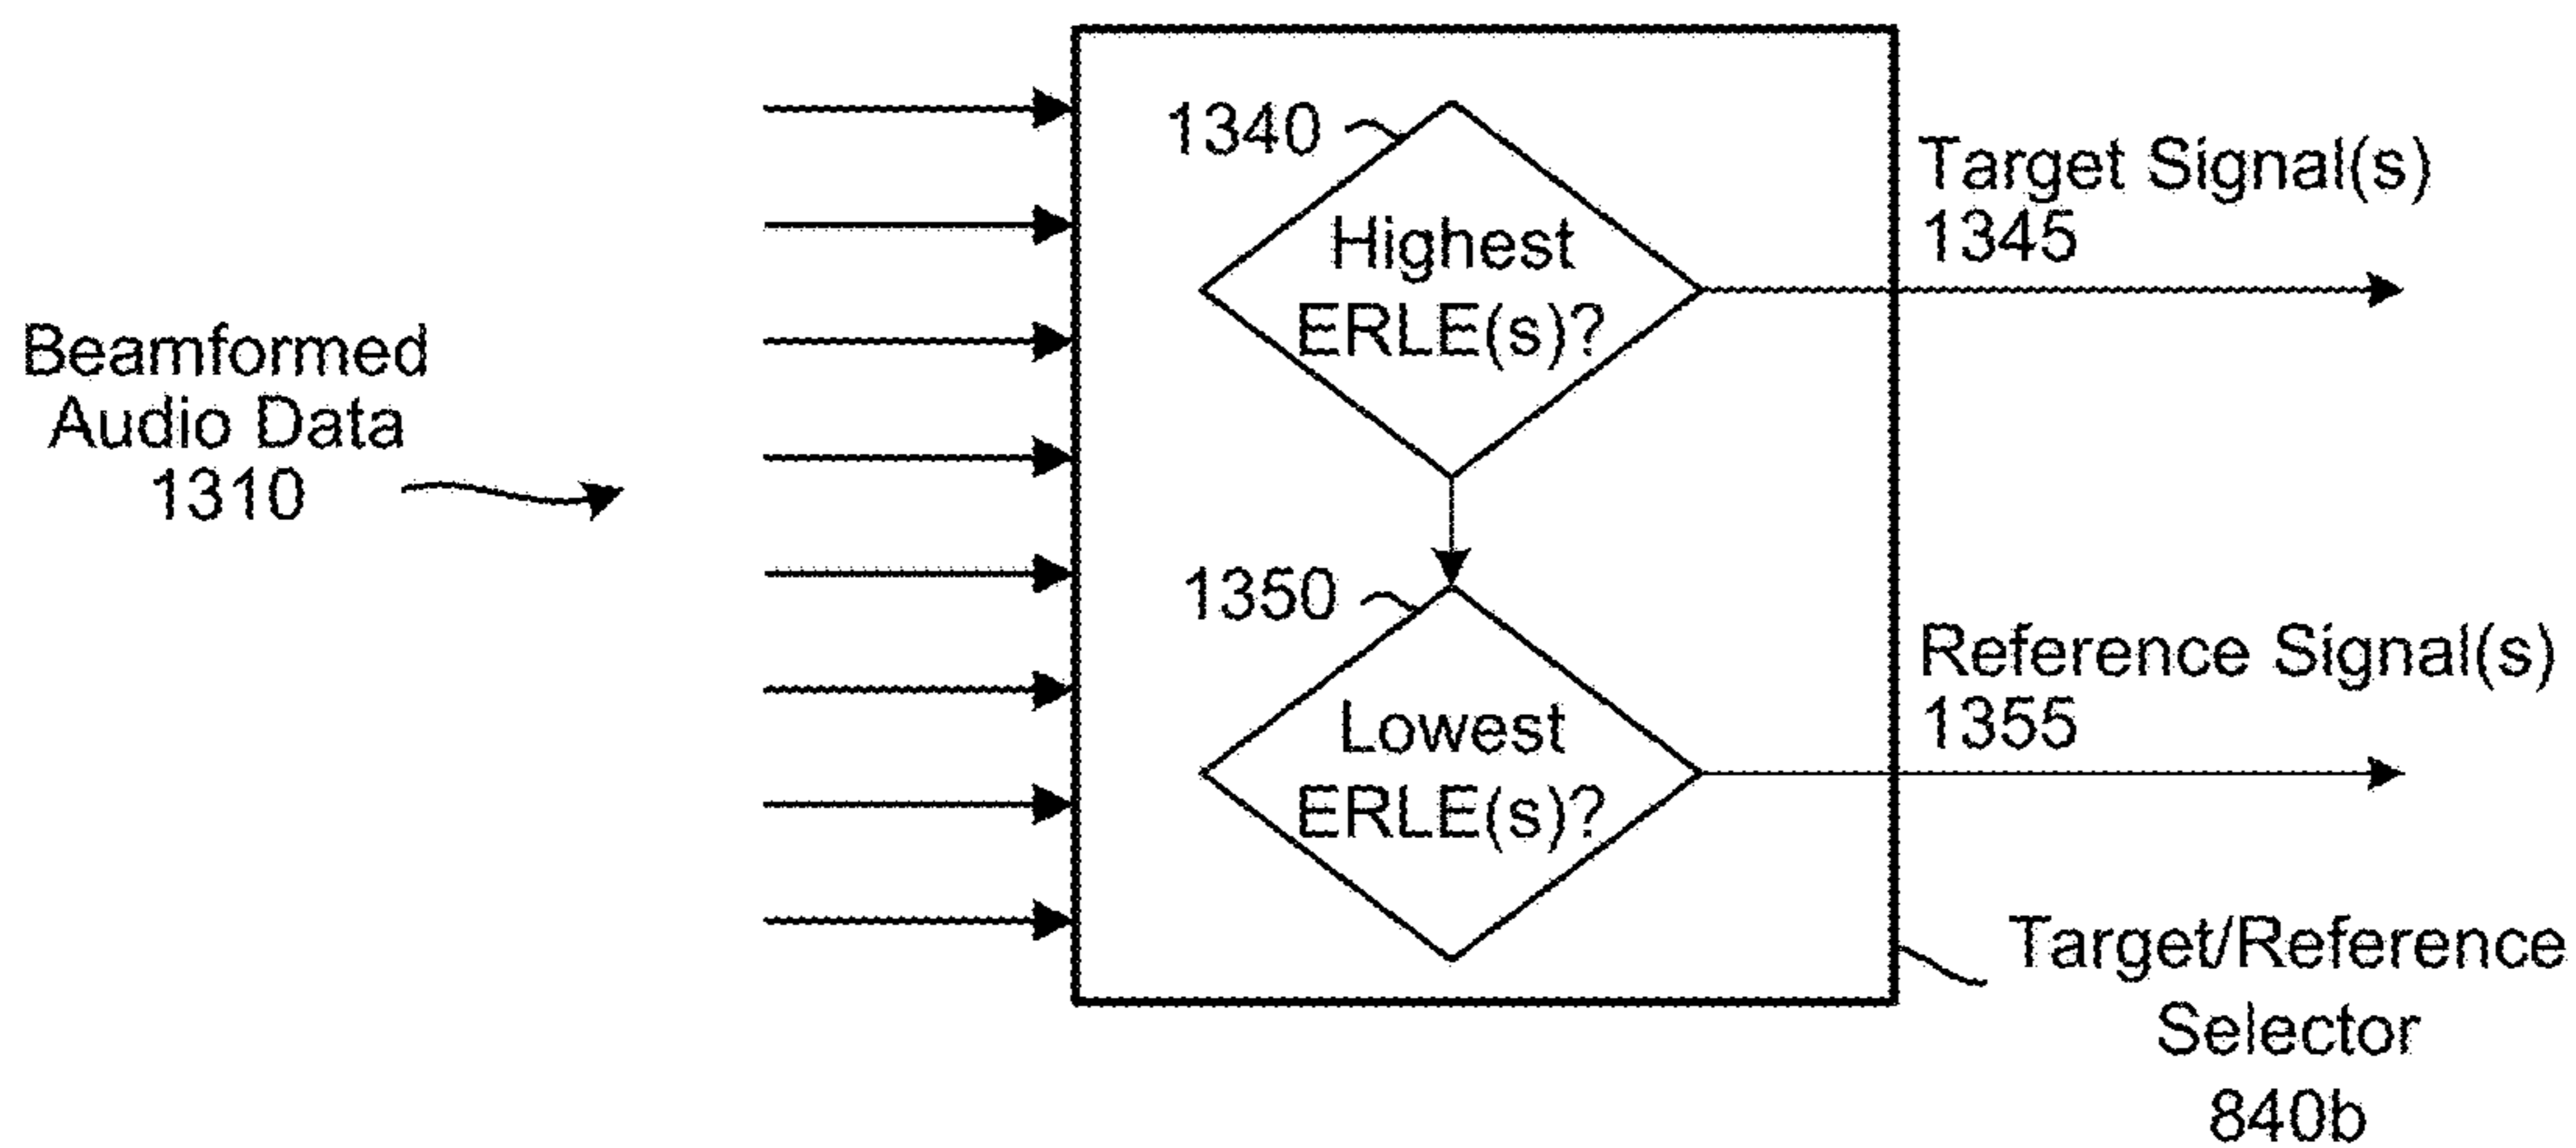 Beamformed
Audio Data
1310
1340
Highest
ERLE(s)?
Target Signal(s)
1345
1350
Lowest
ERLE(s)?
Reference Signal(s)
1355
Target/Reference
Selector
840b